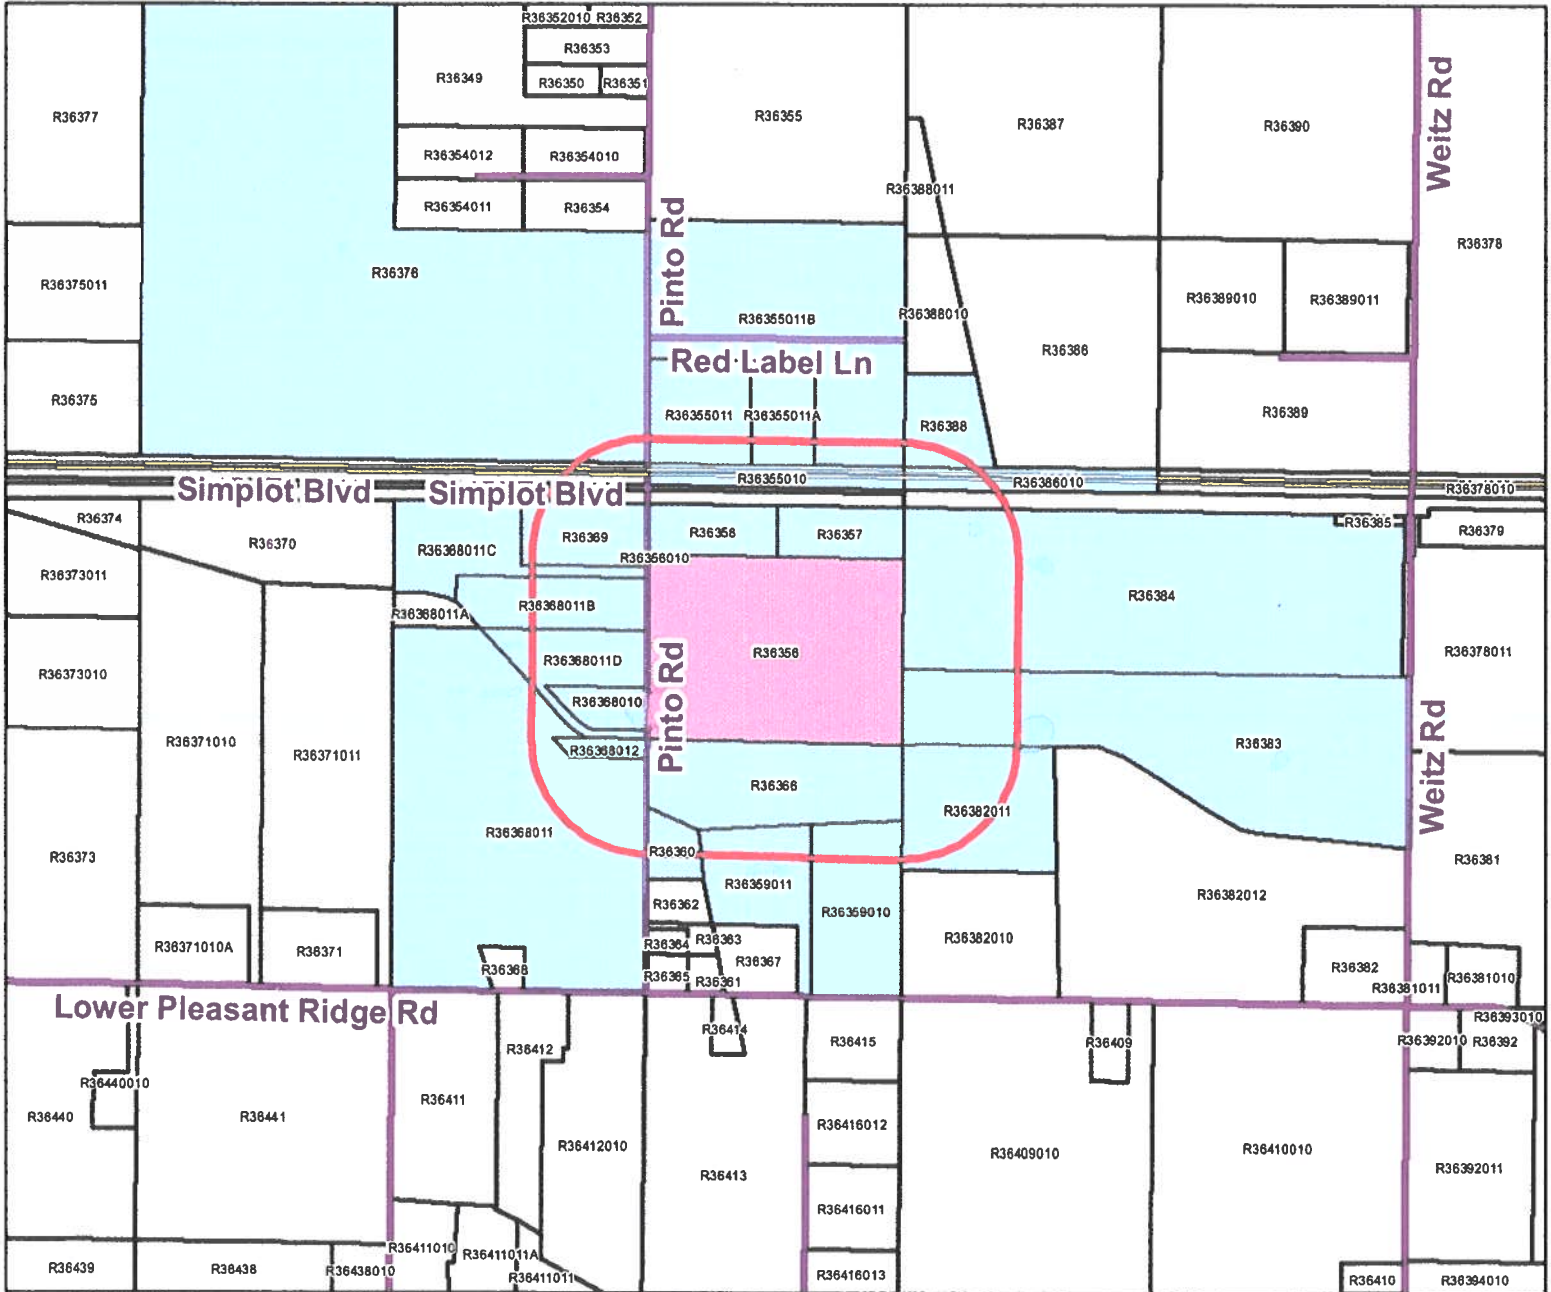 R36352010 R36352
R36353
R36349
R36350 R36351
R36377
R36355
R36387
R36390
Weitz Rd
R36354012 R36354010
R36388011
R36354011 R36354
Pinto Rd
R36378
R36376
R36375011
R36389010 R36389011
R36388010
R36355011B
R36386
Red Label Ln
R36375
R36355011 R36355011A
R36388
R36389
R36355010
R36386010
R36378010
Simplot Blvd Simplot Blvd
R36374
R36385
R36379
R36370
R36368011C
R36369
R36358
R36357
R36356010
R36373011
R36384
R36368011A
R36368011B
R36356
R36378011
R36368011D
R36373010
R36368010
Pinto Rd
R36371010
R36371011
R36368012
R36383
Weitz Rd
R36366
R36382011
R36368011
R36360
R36373
R36381
R36359011
R36382012
R36362
R36359010
R36371010A
R36371
R36364 R36363
R36382010
R36367
R36368
R36365 R36361
R36382
R36381010
R36381011
Lower Pleasant Ridge Rd
R36393010
R36414
R36415
R36409
R36392010 R36392
R36412
R36440010
R36411
R36440
R36441
R36416012
R36412010
R36409010
R36410010
R36413
R36392011
R36416011
R36411010
R36411011A
R36439
R36438
R36438010
R36411011
R36416013
R36410
R36394010